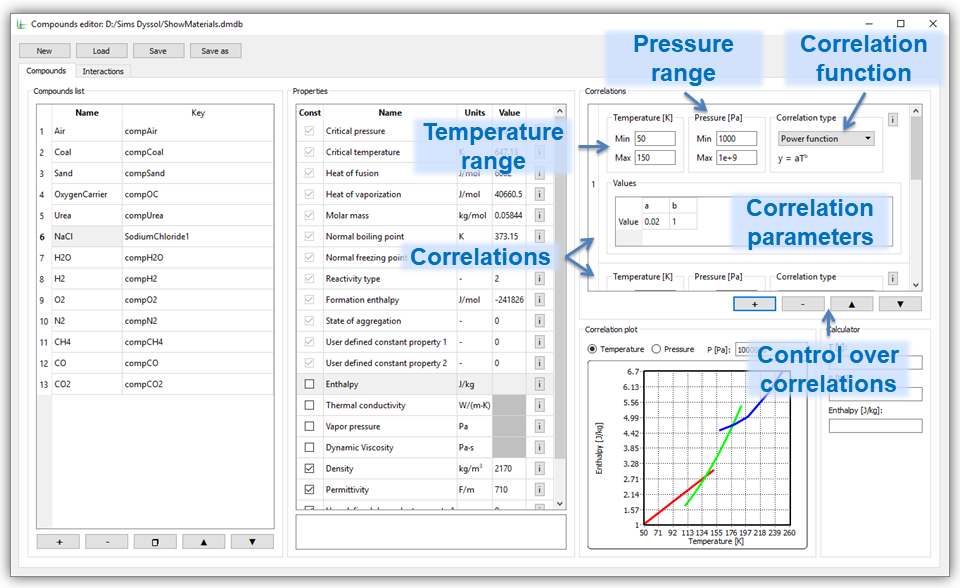 Compounds editor: D:/Sims Dyssol/ShowMaterials.dmdb
New Load Save Save as
Compounds Interactions
Compounds list
Name Key
1 Air compAir
2 Coal compCoal
3 Sand compSand
4 OxygenCarrier compOC
5 Urea compUrea
6 NaCl SodiumChloride1
7 H2O compH2O
8 H2 compH2
9 O2 compO2
10 N2 compN2
11 CH4 compCH4
12 CO compCO
13 CO2 compCO2
+ - ▲ ▼
Properties
Const Name Units Value
Critical pressure
Critical temperature K 647.13 i
Heat of fusion J/mol i
Heat of vaporization J/mol 40660.5 i
Molar mass kg/mol 0.05844 i
Normal boiling point K 373.15 i
Normal freezing point
Reactivity type - 2 i
Formation enthalpy J/mol -241826 i
State of aggregation - 0 i
User defined constant property 1 - 0 i
User defined constant property 2 - 0 i
Enthalpy J/kg i
Thermal conductivity W/(m·K) i
Vapor pressure Pa i
Dynamic Viscosity Pa·s i
Density kg/m³ 2170 i
Permittivity F/m 710 i
Correlations
Temperature [K] Pressure [Pa] Correlation type i
Min 50 Min 1000 Power function
Max 150 Max 1e+9 y = aTᵇ
1
Values
a b
Value 0.02 1
Temperature [K] Pressure [Pa] Correlation type i
+ - ▲ ▼
Correlation plot
Temperature Pressure P [Pa]:
6.7
6.13
5.56
4.99
4.42
3.85
3.28
2.71
2.14
1.57
1
Enthalpy [J/kg]
50 71 92 113 134 155 176 197 218 239 260
Temperature [K]
Calculator
Enthalpy [J/kg]:
Pressure
range
Correlation
function
Temperature
range
Correlation
parameters
Correlations
Control over
correlations